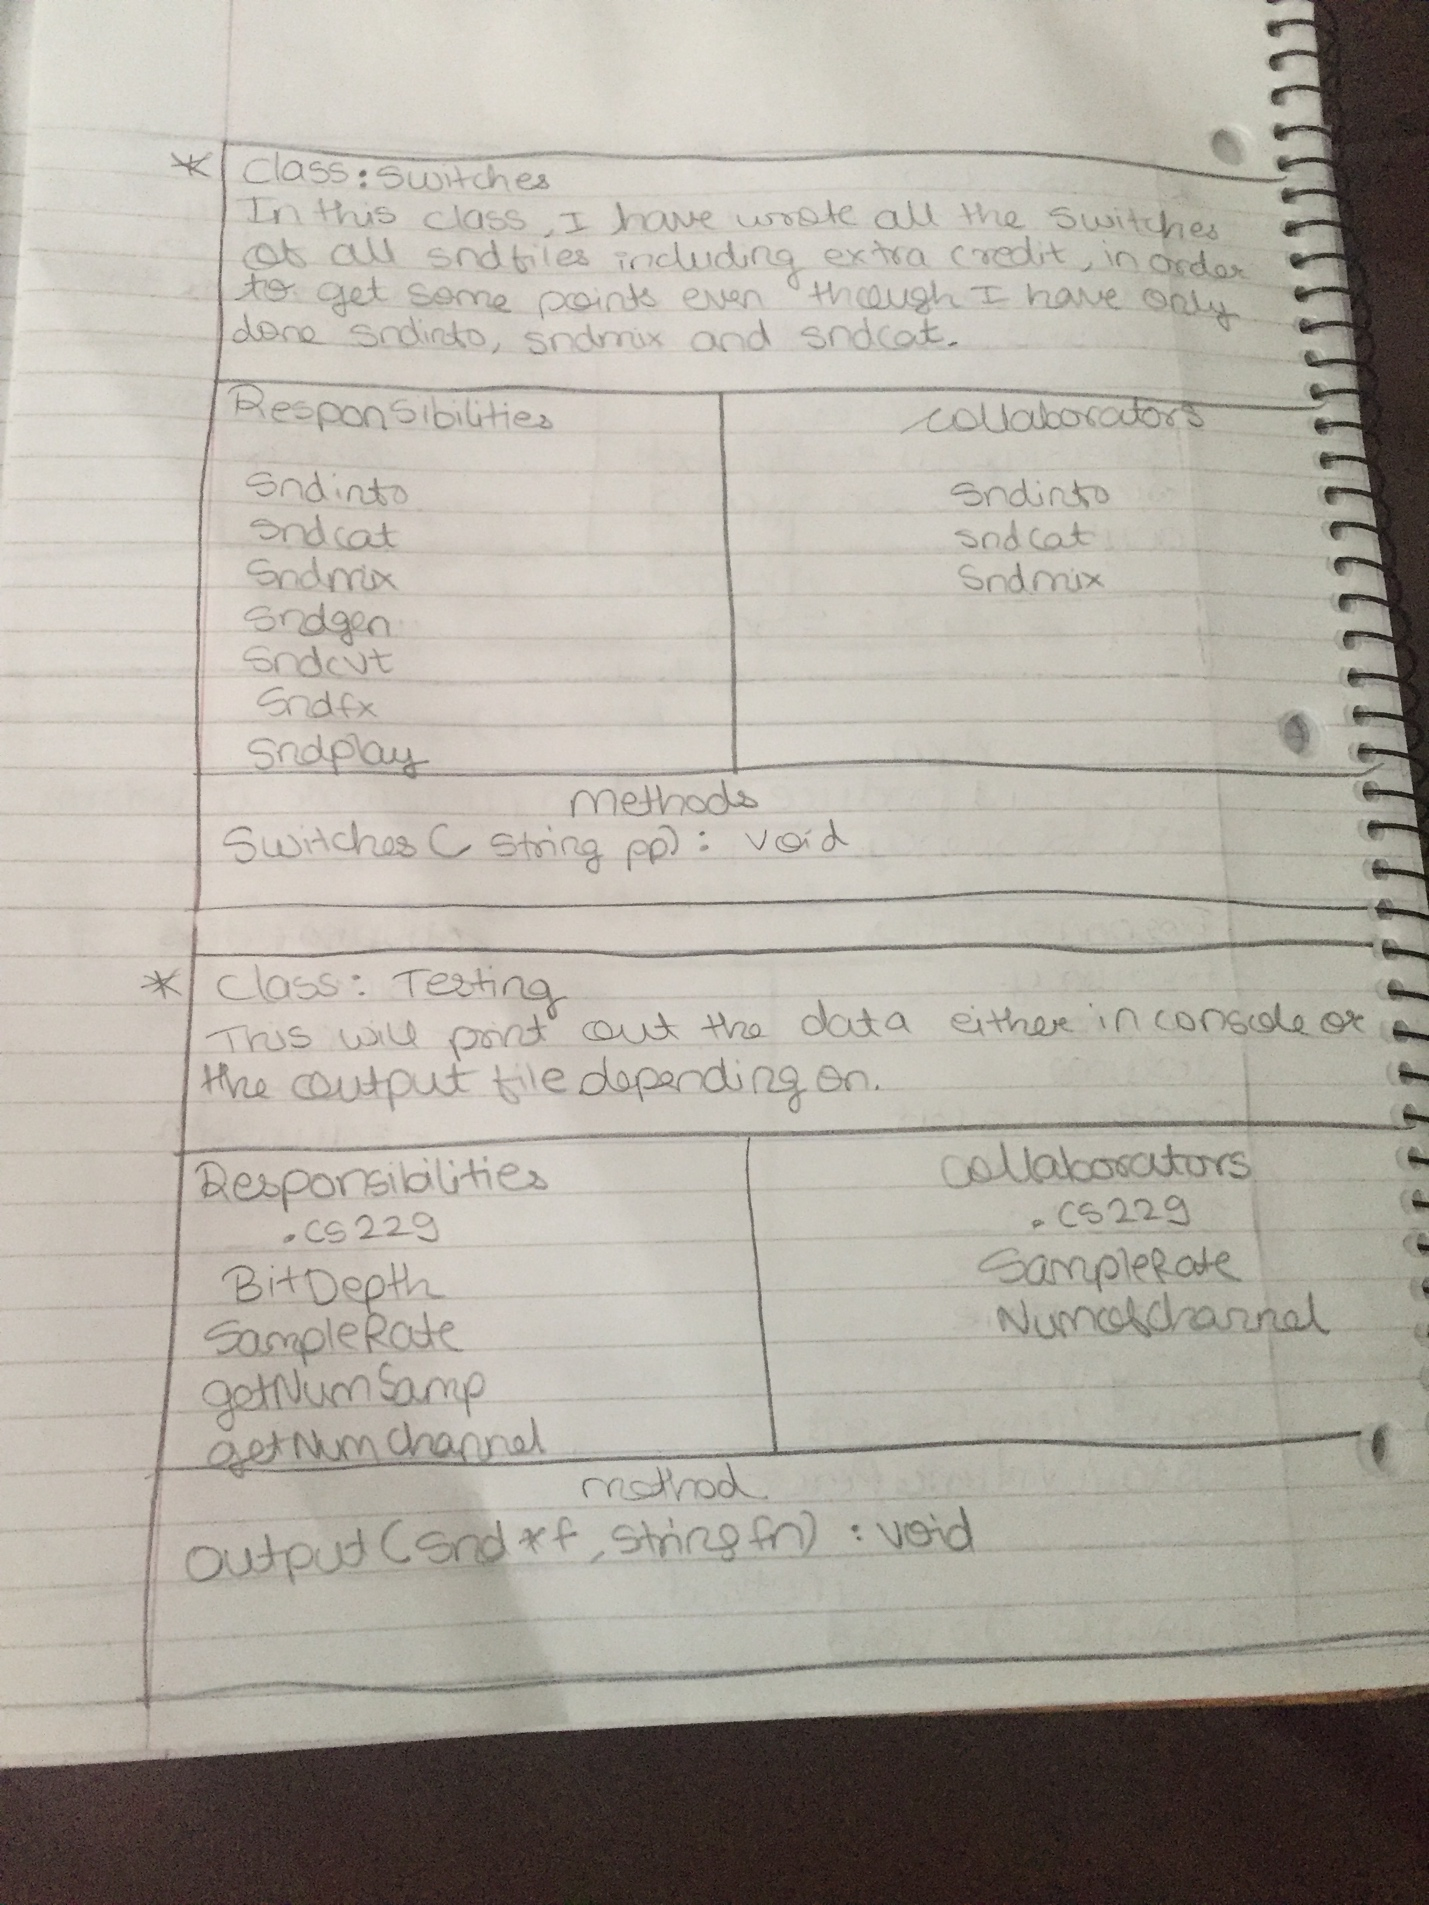 * Class: Switches
In this class, I have wrote all the switches
of all sndfiles including extra credit, in order
to get some points even though I have only
done sndinfo, sndmix and sndcat.
Responsibilities collaborators
Sndinfo Sndinfo
Sndcat sndcat
Sndmix Sndmix
Sndgen
Sndcvt
Sndfx
Sndplay
Methods
Switches ( string pp) : void
* Class: Testing
This will print out the data either in console or
the output file depending on.
Responsibilities Collaborators
.CS229 .CS229
BitDepth SampleRate
SampleRate NumofChannel
getNumSamp
getNumChannel
method
Output (Snd *f, string fn) : void